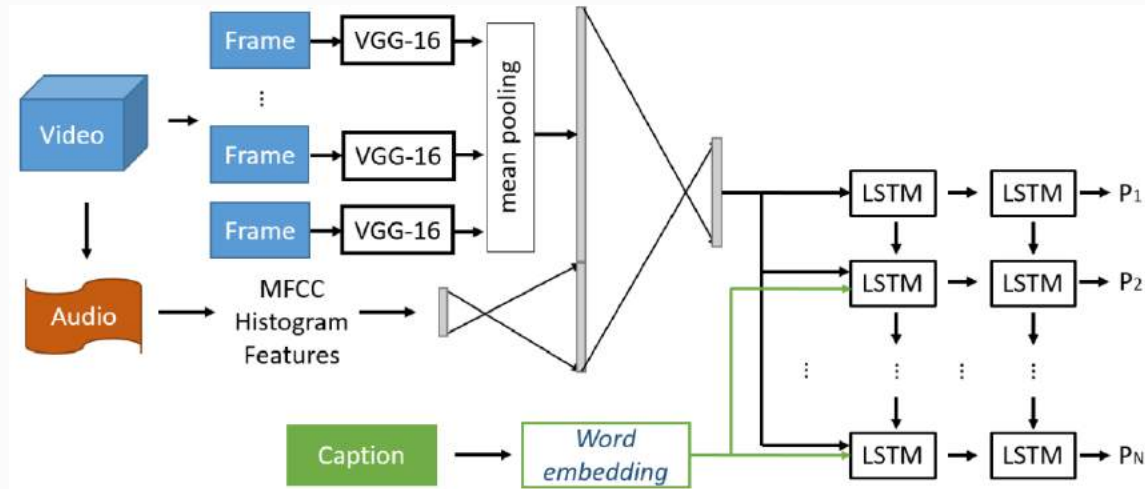 Frame
VGG-16
Video
Frame
VGG-16
mean pooling
Frame
VGG-16
LSTM
LSTM
P1
Audio
MFCC
Histogram
Features
LSTM
LSTM
P2
Caption
Word
embedding
LSTM
LSTM
PN